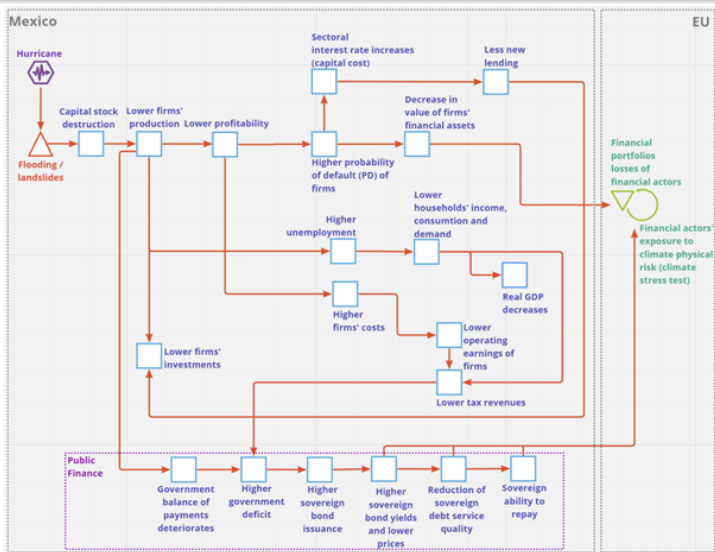 Mexico
EU
Hurricane
Flooding /
landslides
Capital stock
destruction
Lower firms'
production
Lower profitability
Sectoral
interest rate increases
(capital cost)
Less new
lending
Higher probability
of default (PD) of
firms
Decrease in
value of firms'
financial assets
Financial
portfolios
losses of
financial actors
Financial actors'
exposure to
climate physical
risk (climate
stress test)
Higher
unemployment
Lower
households' income,
consumtion and
demand
Real GDP
decreases
Higher
firms' costs
Lower
operating
earnings of
firms
Lower firms'
investments
Lower tax revenues
Public
Finance
Government
balance of
payments
deteriorates
Higher
government
deficit
Higher
sovereign
bond
issuance
Higher
sovereign
bond yields
and lower
prices
Reduction of
sovereign
debt service
quality
Sovereign
ability to
repay